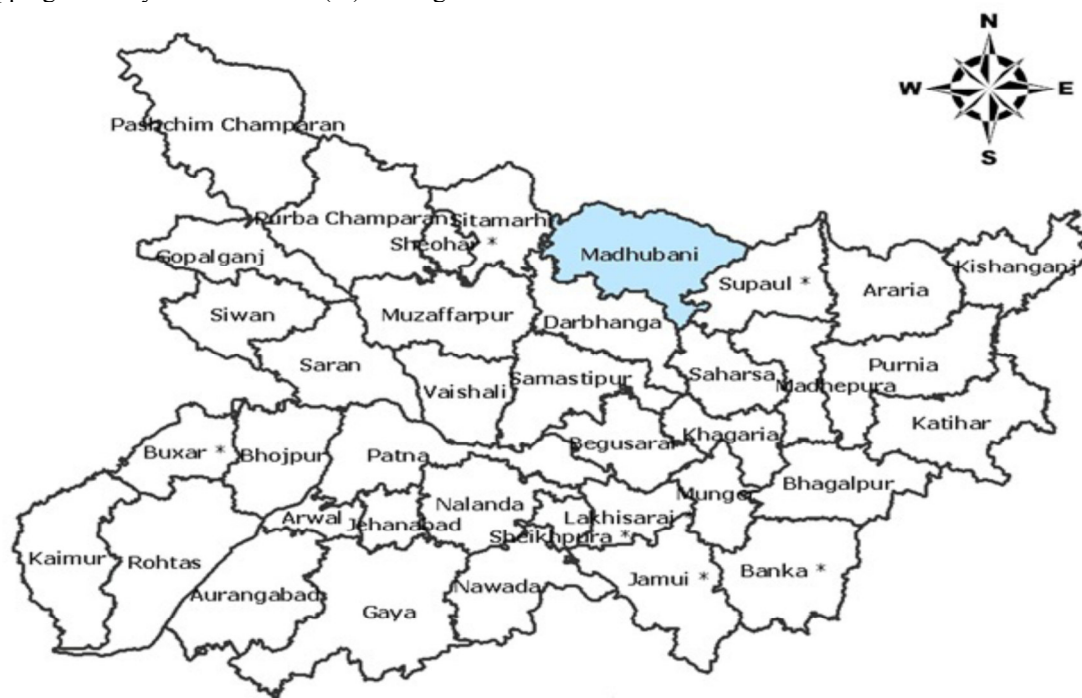 N
W E
S
Pashchim Champaran
Purba Champaran
Sitamarhi
Sheohar *
Gopalganj
Madhubani
Supaul *
Araria
Kishanganj
Siwan
Muzaffarpur
Darbhanga
Saran
Vaishali
Samastipur
Saharsa
Madhepura
Purnia
Katihar
Buxar *
Bhojpur
Patna
Begusarai
Khagaria
Bhagalpur
Nalanda
Munger
Arwal
Jehanabad
Lakhisarai
Sheikhpura *
Kaimur
Rohtas
Aurangabad
Gaya
Nawada
Jamui *
Banka *